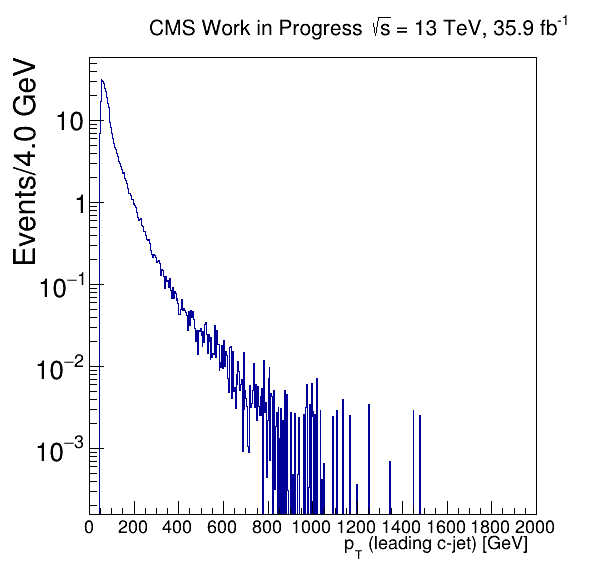 CMS Work in Progress √s = 13 TeV, 35.9 fb⁻¹
Events/4.0 GeV
10
1
10⁻¹
10⁻²
10⁻³
0 200 400 600 800 1000 1200 1400 1600 1800 2000
p_T (leading c-jet) [GeV]